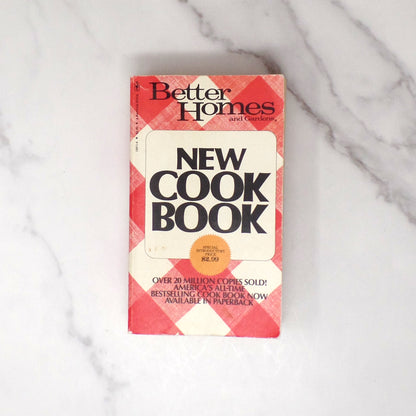 Better
Homes
and Gardens®
NEW
COOK
BOOK
SPECIAL
INTRODUCTORY
PRICE
$2.99
OVER 20 MILLION COPIES SOLD!
AMERICA'S ALL-TIME
BESTSELLING COOK BOOK NOW
AVAILABLE IN PAPERBACK